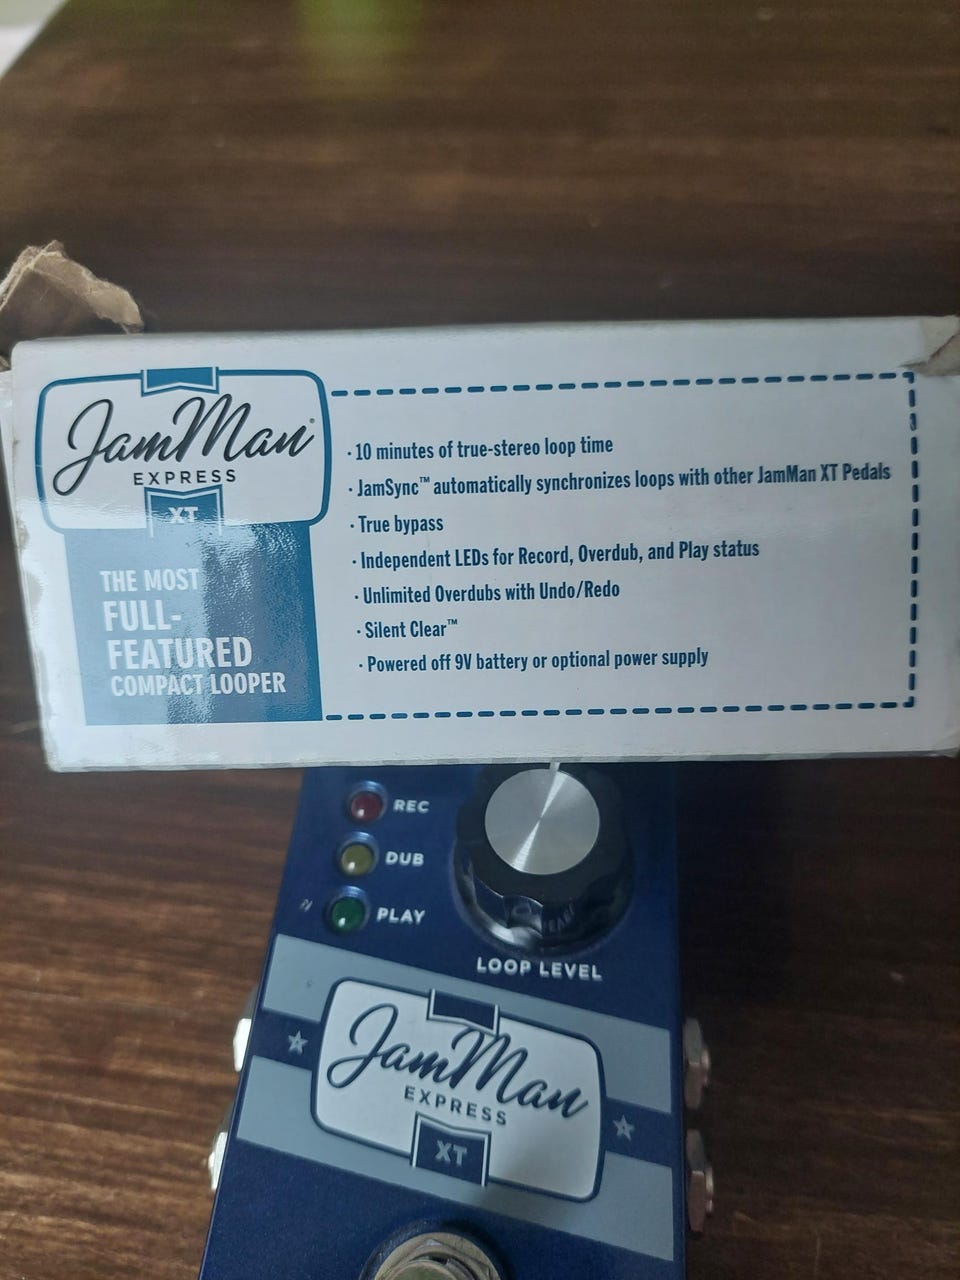 JamMan®
EXPRESS
XT
THE MOST
FULL-
FEATURED
COMPACT LOOPER
· 10 minutes of true-stereo loop time
· JamSync™ automatically synchronizes loops with other JamMan XT Pedals
· True bypass
· Independent LEDs for Record, Overdub, and Play status
· Unlimited Overdubs with Undo/Redo
· Silent Clear™
· Powered off 9V battery or optional power supply
REC
DUB
PLAY
LOOP LEVEL
JamMan
EXPRESS
XT